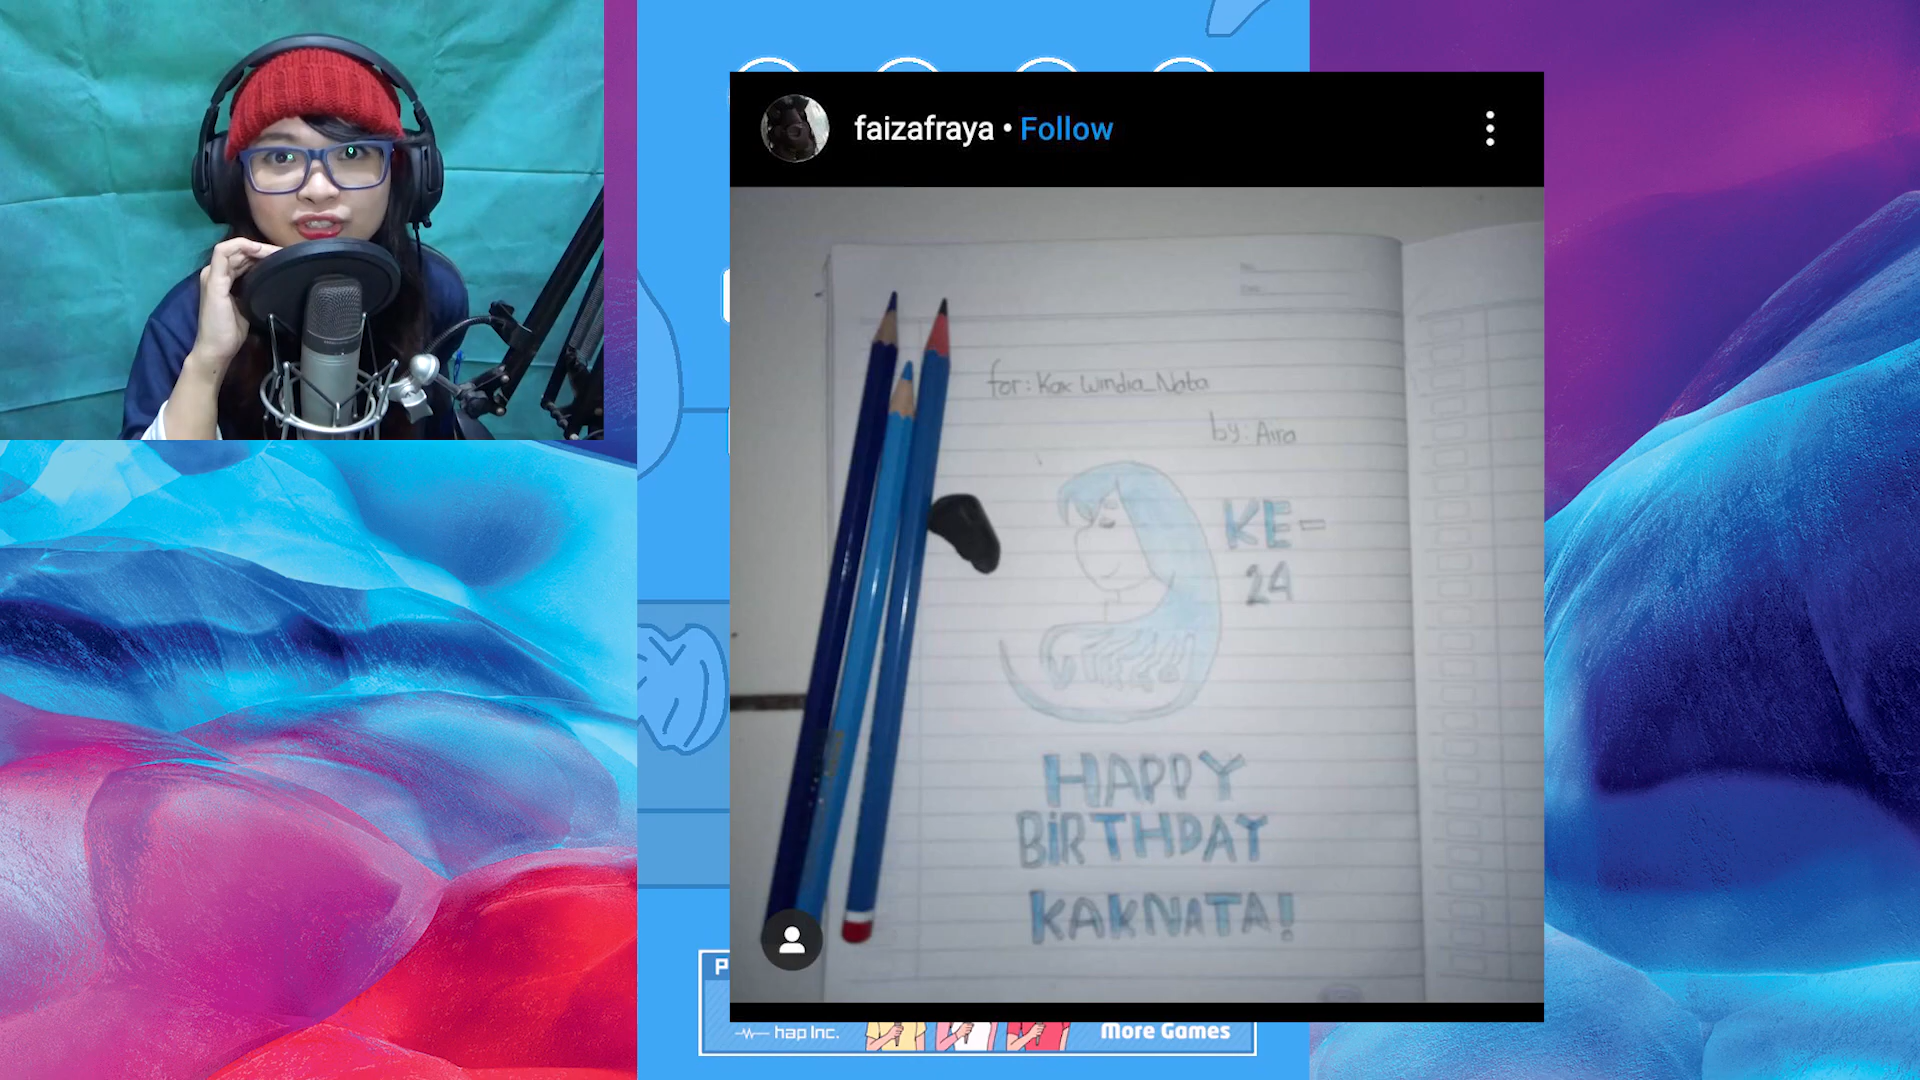 faizafraya • Follow
for: Kak Windia_Nata
by: Aira
KE-
24
HAPPY
BiRTHDAY
KAKNATA!
P
hap Inc.
More Games